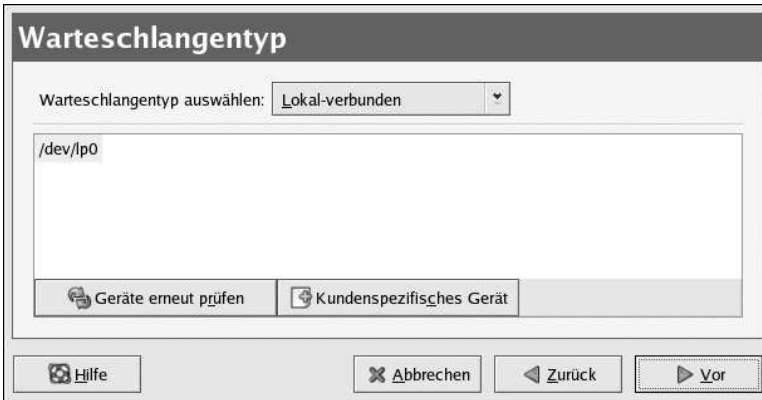 Warteschlangentyp
Warteschlangentyp auswählen: Lokal-verbunden
/dev/lp0
Geräte erneut prüfen Kundenspezifisches Gerät
Hilfe Abbrechen Zurück Vor